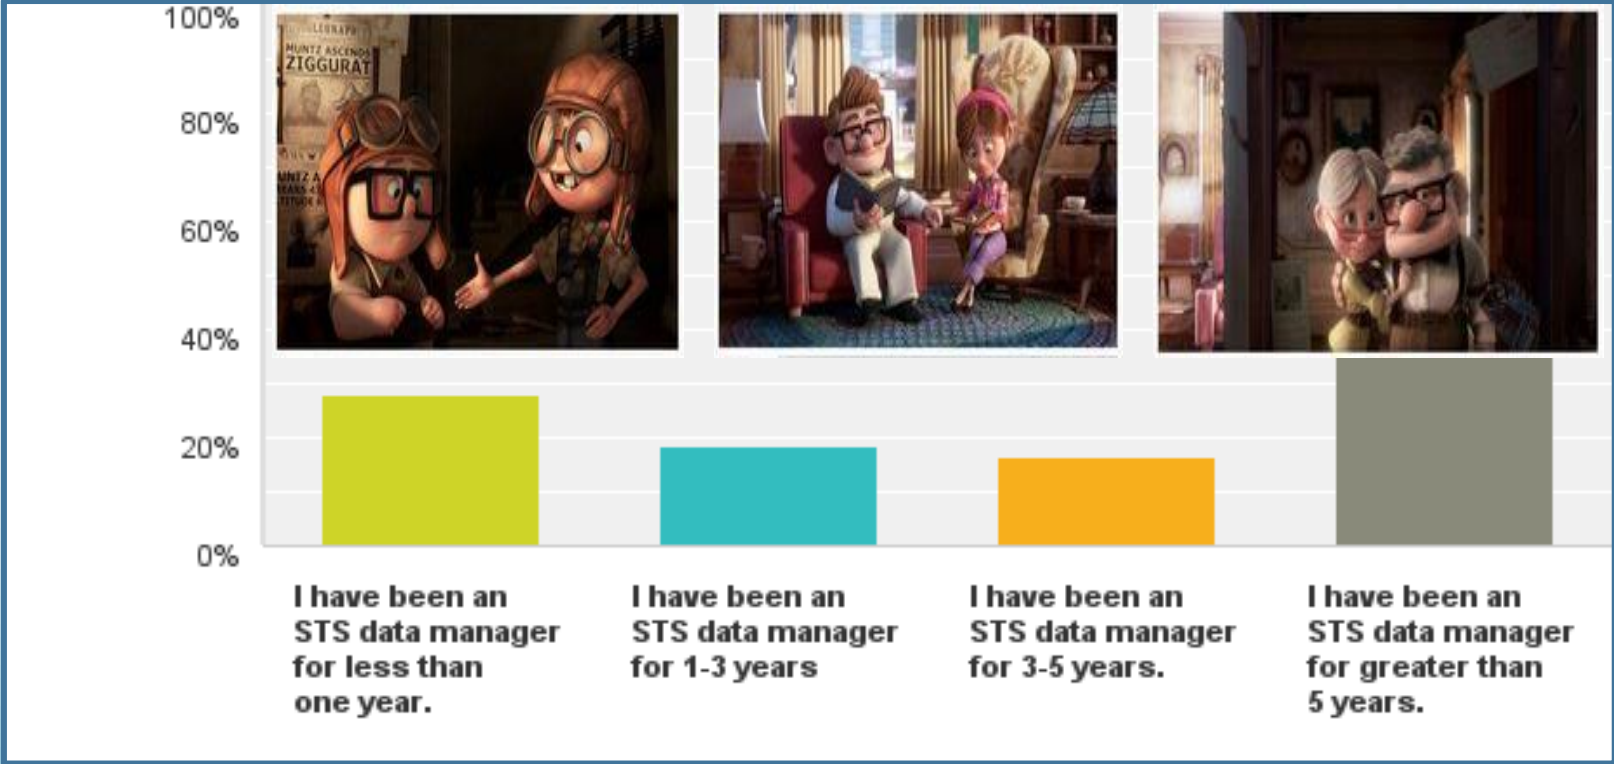 100%
80%
60%
40%
20%
0%
MUNTZ ASCENDS
ZIGGURAT
I have been an
STS data manager
for less than
one year.
I have been an
STS data manager
for 1-3 years
I have been an
STS data manager
for 3-5 years.
I have been an
STS data manager
for greater than
5 years.